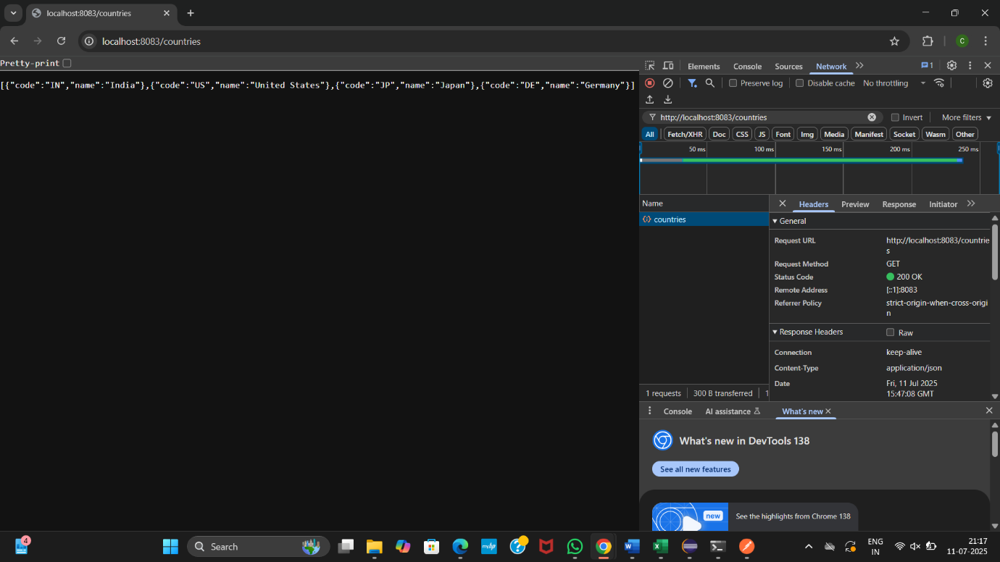 localhost:8083/countries
localhost:8083/countries
C
Pretty-print
[{"code":"IN","name":"India"},{"code":"US","name":"United States"},{"code":"JP","name":"Japan"},{"code":"DE","name":"Germany"}]
Elements Console Sources Network 1
Preserve log Disable cache No throttling
http://localhost:8083/countries Invert More filters
All Fetch/XHR Doc CSS JS Font Img Media Manifest Socket Wasm Other
50 ms 100 ms 150 ms 200 ms 250 ms
Name
countries
Headers Preview Response Initiator
General
Request URL http://localhost:8083/countrie
s
Request Method GET
Status Code 200 OK
Remote Address [::1]:8083
Referrer Policy strict-origin-when-cross-origi
n
Response Headers Raw
Connection keep-alive
Content-Type application/json
Date Fri, 11 Jul 2025
15:47:08 GMT
1 requests 300 B transferred 1
Console AI assistance What's new
What's new in DevTools 138
See all new features
new
See the highlights from Chrome 138
4
Search
myhp
?
W
X
ENG
IN
21:17
11-07-2025